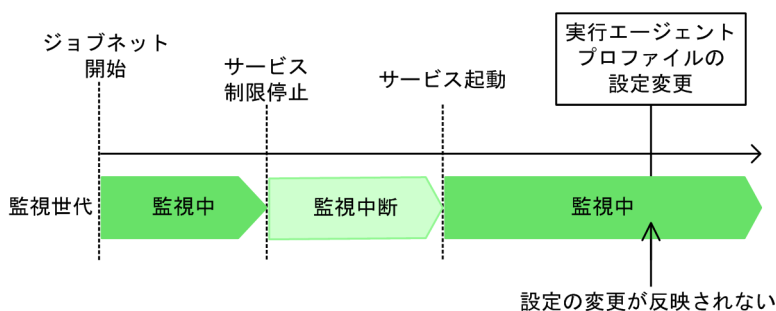 ジョブネット
開始
サービス
制限停止
サービス起動
実行エージェント
プロファイルの
設定変更
監視世代
監視中
監視中断
監視中
設定の変更が反映されない